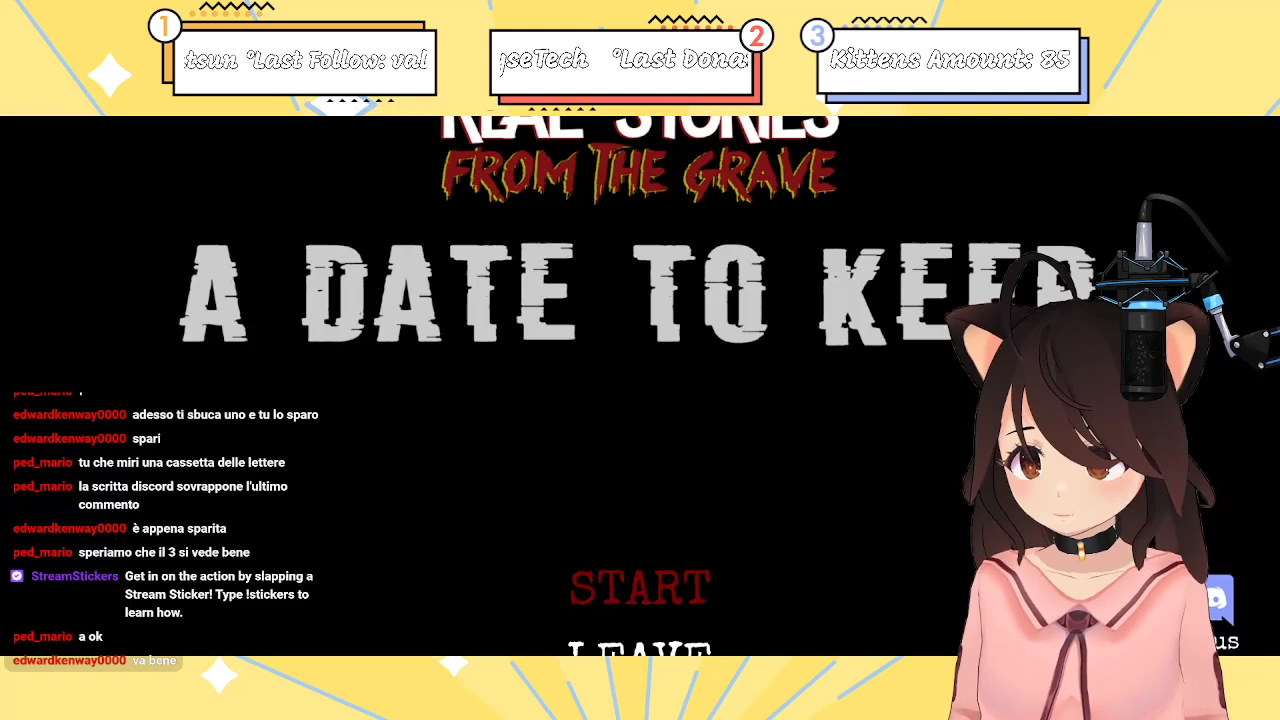 1
tsun °Last Follow: va!
seTech °Last Dona
2
3
Kittens Amount: 85
REAL STORIES
FROM THE GRAVE
A DATE TO KEEP
ped_mario
edwardkenway0000 adesso ti sbuca uno e tu lo sparo
edwardkenway0000 spari
ped_mario tu che miri una cassetta delle lettere
ped_mario la scritta discord sovrappone l'ultimo
commento
edwardkenway0000 è appena sparita
ped_mario speriamo che il 3 si vede bene
StreamStickers Get in on the action by slapping a
Stream Sticker! Type !stickers to
learn how.
ped_mario a ok
edwardkenway0000 va bene
START
LEAVE
us